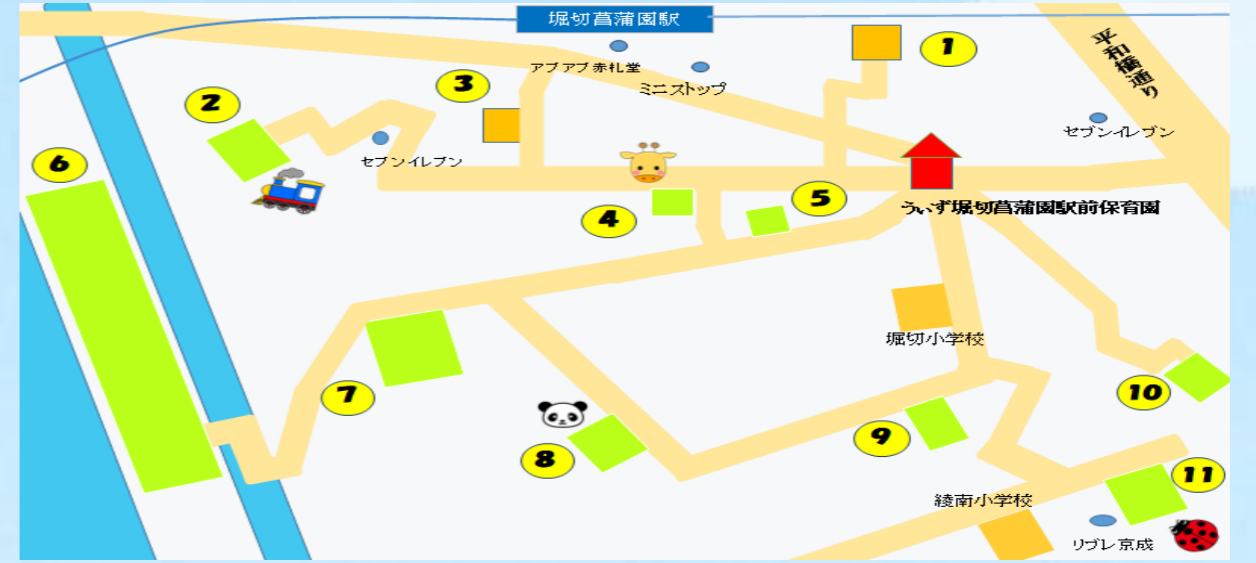 堀切菖蒲園駅
1
平和橋通り
アブアブ赤札堂
ミニストップ
3
2
セブンイレブン
セブンイレブン
6
5
4
うぃず堀切菖蒲園駅前保育園
堀切小学校
7
10
9
8
11
綾南小学校
リブレ京成